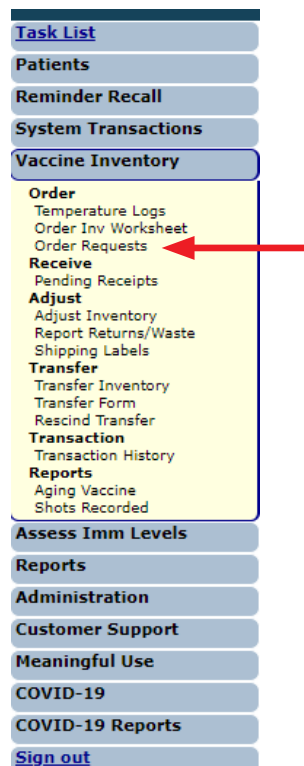 Task List
Patients
Reminder Recall
System Transactions
Vaccine Inventory
Order
Temperature Logs
Order Inv Worksheet
Order Requests
Receive
Pending Receipts
Adjust
Adjust Inventory
Report Returns/Waste
Shipping Labels
Transfer
Transfer Inventory
Transfer Form
Rescind Transfer
Transaction
Transaction History
Reports
Aging Vaccine
Shots Recorded
Assess Imm Levels
Reports
Administration
Customer Support
Meaningful Use
COVID-19
COVID-19 Reports
Sign out